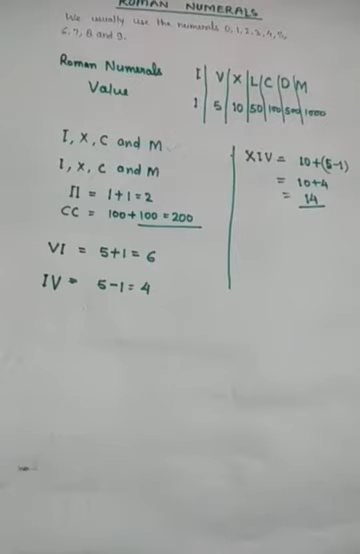 ROMAN NUMERALS
We usually use the numerals 0, 1, 2, 3, 4, 5,
6, 7, 8 and 9.
Roman Numerals I | V | X | L | C | D | M
Value 1 | 5 | 10 | 50 | 100 | 500 | 1000
I, X, C and M.
I, X, C and M
II = 1+1=2
CC = 100+100=200
VI = 5+1=6
IV = 5-1=4
XIV = 10+(5-1)
= 10+4
= 14